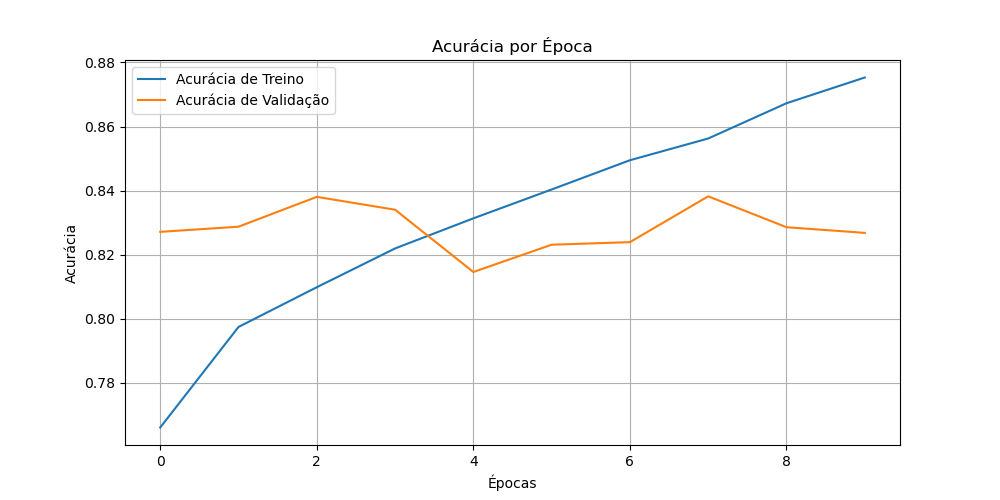 Acurácia por Época
Acurácia de Treino
Acurácia de Validação
Acurácia
0.88
0.86
0.84
0.82
0.80
0.78
0 2 4 6 8
Épocas